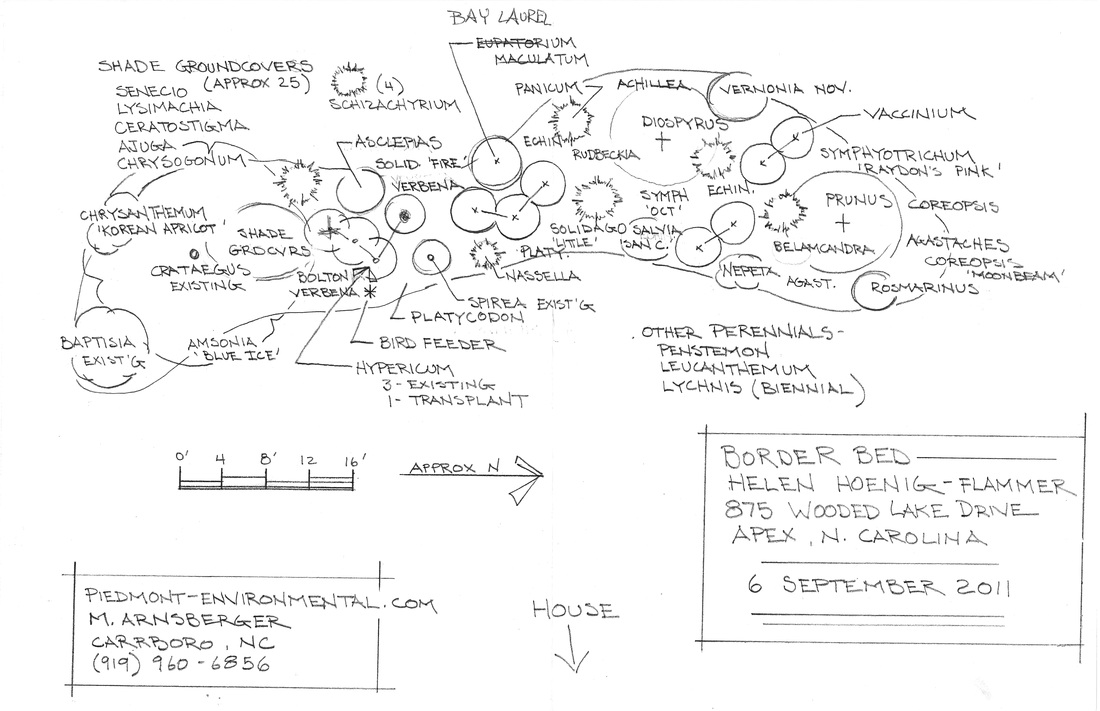 BAY LAUREL
EUPATORIUM
MACULATUM
SHADE GROUNDCOVERS
(APPROX 25)
SENECIO
LYSIMACHIA
CERATOSTIGMA
AJUGA
CHRYSOGONUM
(4)
SCHIZACHYRIUM
ASCLEPIAS
SOLID. 'FIRE'
VERBENA
PANICUM
ACHILLEA
VERNONIA NOV.
VACCINIUM
DIOSPYRUS
ECHIN.
RUDBECKIA
SYMPHYOTRICHUM
'RAYDON'S PINK'
ECHIN.
SYMPH
'OCT'
PRUNUS
COREOPSIS
CHRYSANTHEMUM
'KOREAN APRICOT'
SHADE
GRDCVRS
CRATAEGUS
EXISTING
BOLTON
VERBENA
SOLIDAGO
'LITTLE'
SALVIA
'SAN C.'
PLATY.
NASSELLA
BELAMCANDRA
AGASTACHES
COREOPSIS
'MOONBEAM'
NEPETA
AGAST.
ROSMARINUS
SPIREA EXIST'G
PLATYCODON
BIRD FEEDER
HYPERICUM
3- EXISTING
1- TRANSPLANT
BAPTISIA
EXIST'G
AMSONIA
'BLUE ICE'
OTHER PERENNIALS-
PENSTEMON
LEUCANTHEMUM
LYCHNIS (BIENNIAL)
0' 4 8' 12 16'
APPROX N
BORDER BED
HELEN HOENIG-FLAMMER
875 WOODED LAKE DRIVE
APEX, N. CAROLINA
6 SEPTEMBER 2011
PIEDMONT-ENVIRONMENTAL.COM
M. ARNSBERGER
CARRBORO, NC
(919) 960-6856
HOUSE